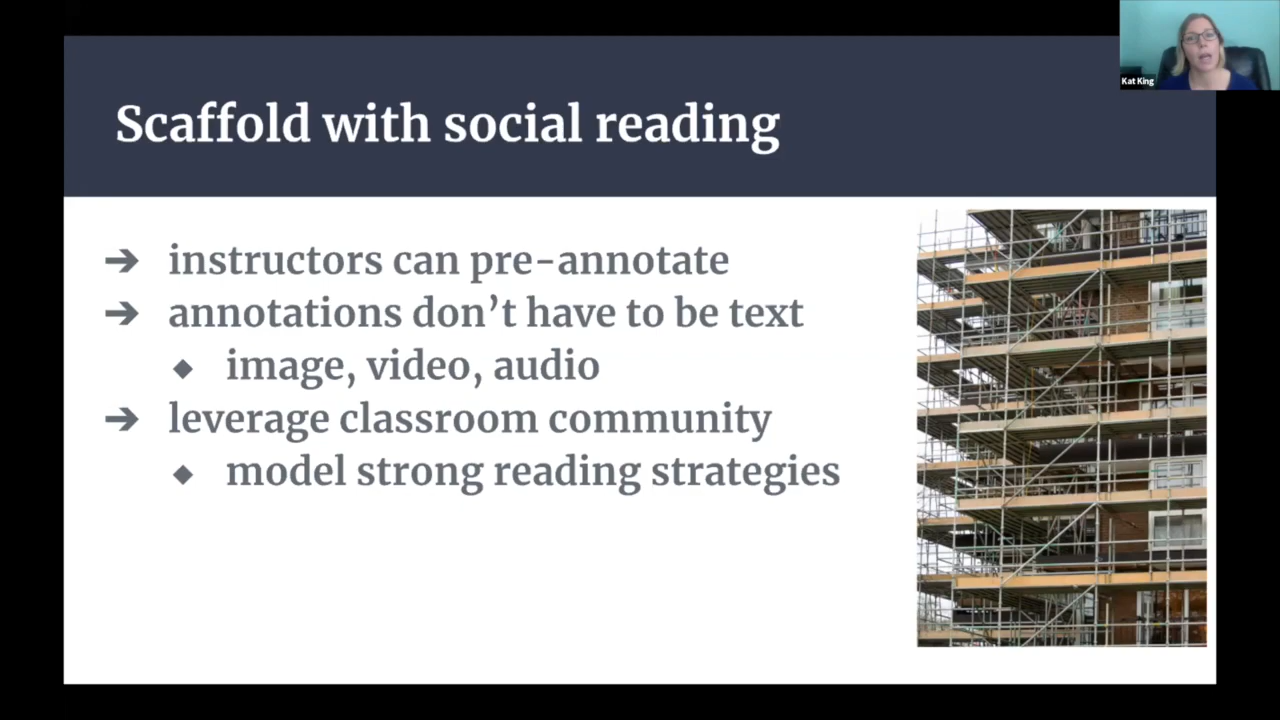 Kat King
Scaffold with social reading
➔ instructors can pre-annotate
➔ annotations don’t have to be text
◆ image, video, audio
➔ leverage classroom community
◆ model strong reading strategies